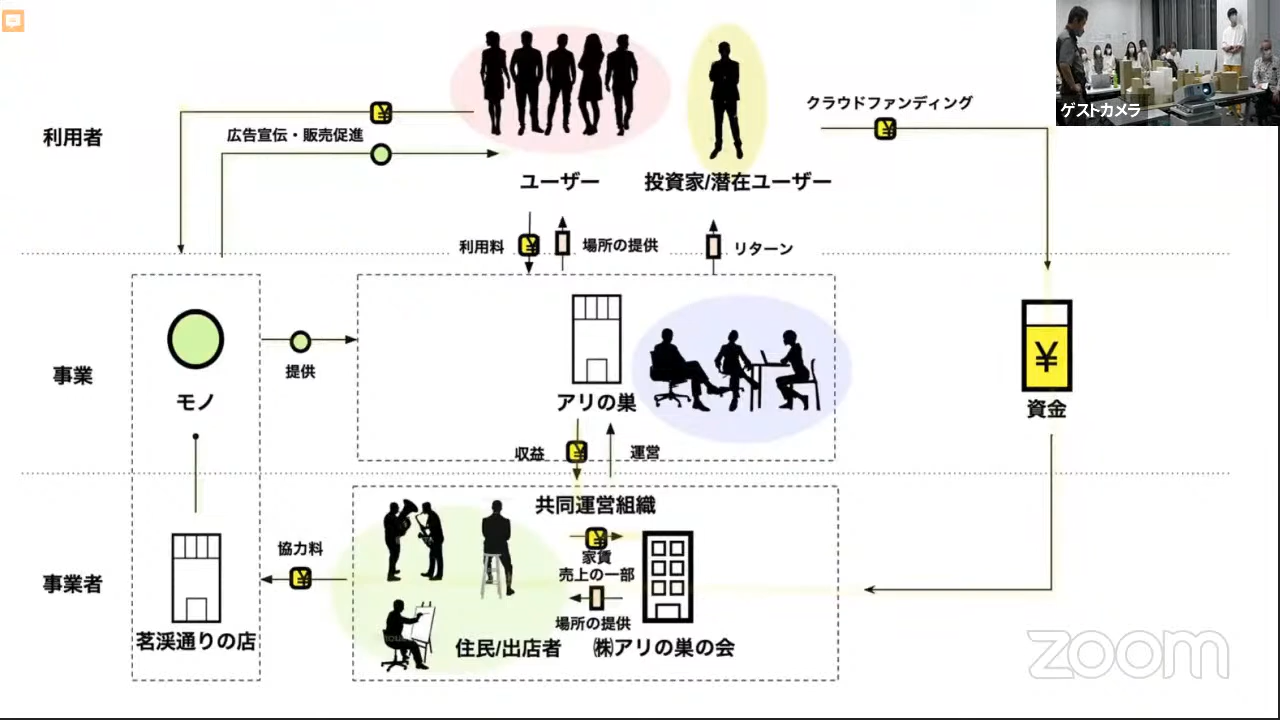 ゲストカメラ
利用者
広告宣伝・販売促進
クラウドファンディング
ユーザー
投資家/潜在ユーザー
利用料
場所の提供
リターン
事業
モノ
提供
アリの巣
資金
収益
運営
事業者
共同運営組織
協力料
家賃
売上の一部
場所の提供
茗渓通りの店
住民/出店者
㈱アリの巣の会
zoom